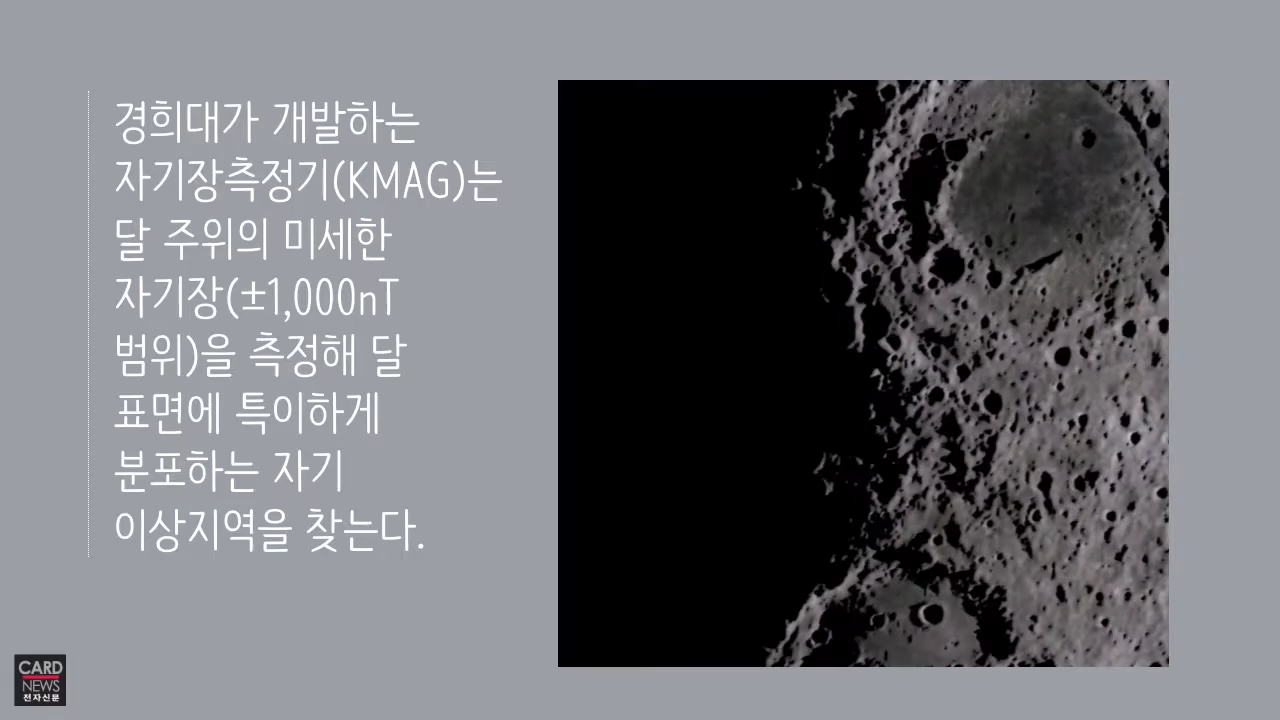 경희대가 개발하는
자기장측정기(KMAG)는
달 주위의 미세한
자기장(±1,000nT
범위)을 측정해 달
표면에 특이하게
분포하는 자기
이상지역을 찾는다.
CARD
NEWS
전자신문